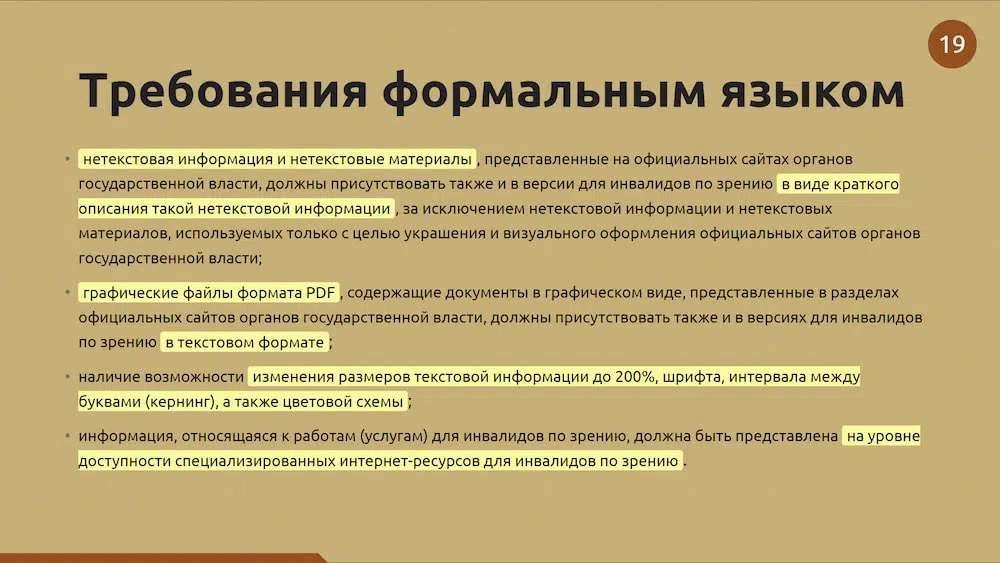 19
Требования формальным языком
• нетекстовая информация и нетекстовые материалы, представленные на официальных сайтах органов
государственной власти, должны присутствовать также и в версии для инвалидов по зрению в виде краткого
описания такой нетекстовой информации, за исключением нетекстовой информации и нетекстовых
материалов, используемых только с целью украшения и визуального оформления официальных сайтов органов
государственной власти;
• графические файлы формата PDF, содержащие документы в графическом виде, представленные в разделах
официальных сайтов органов государственной власти, должны присутствовать также и в версиях для инвалидов
по зрению в текстовом формате;
• наличие возможности изменения размеров текстовой информации до 200%, шрифта, интервала между
буквами (кернинг), а также цветовой схемы;
• информация, относящаяся к работам (услугам) для инвалидов по зрению, должна быть представлена на уровне
доступности специализированных интернет-ресурсов для инвалидов по зрению.